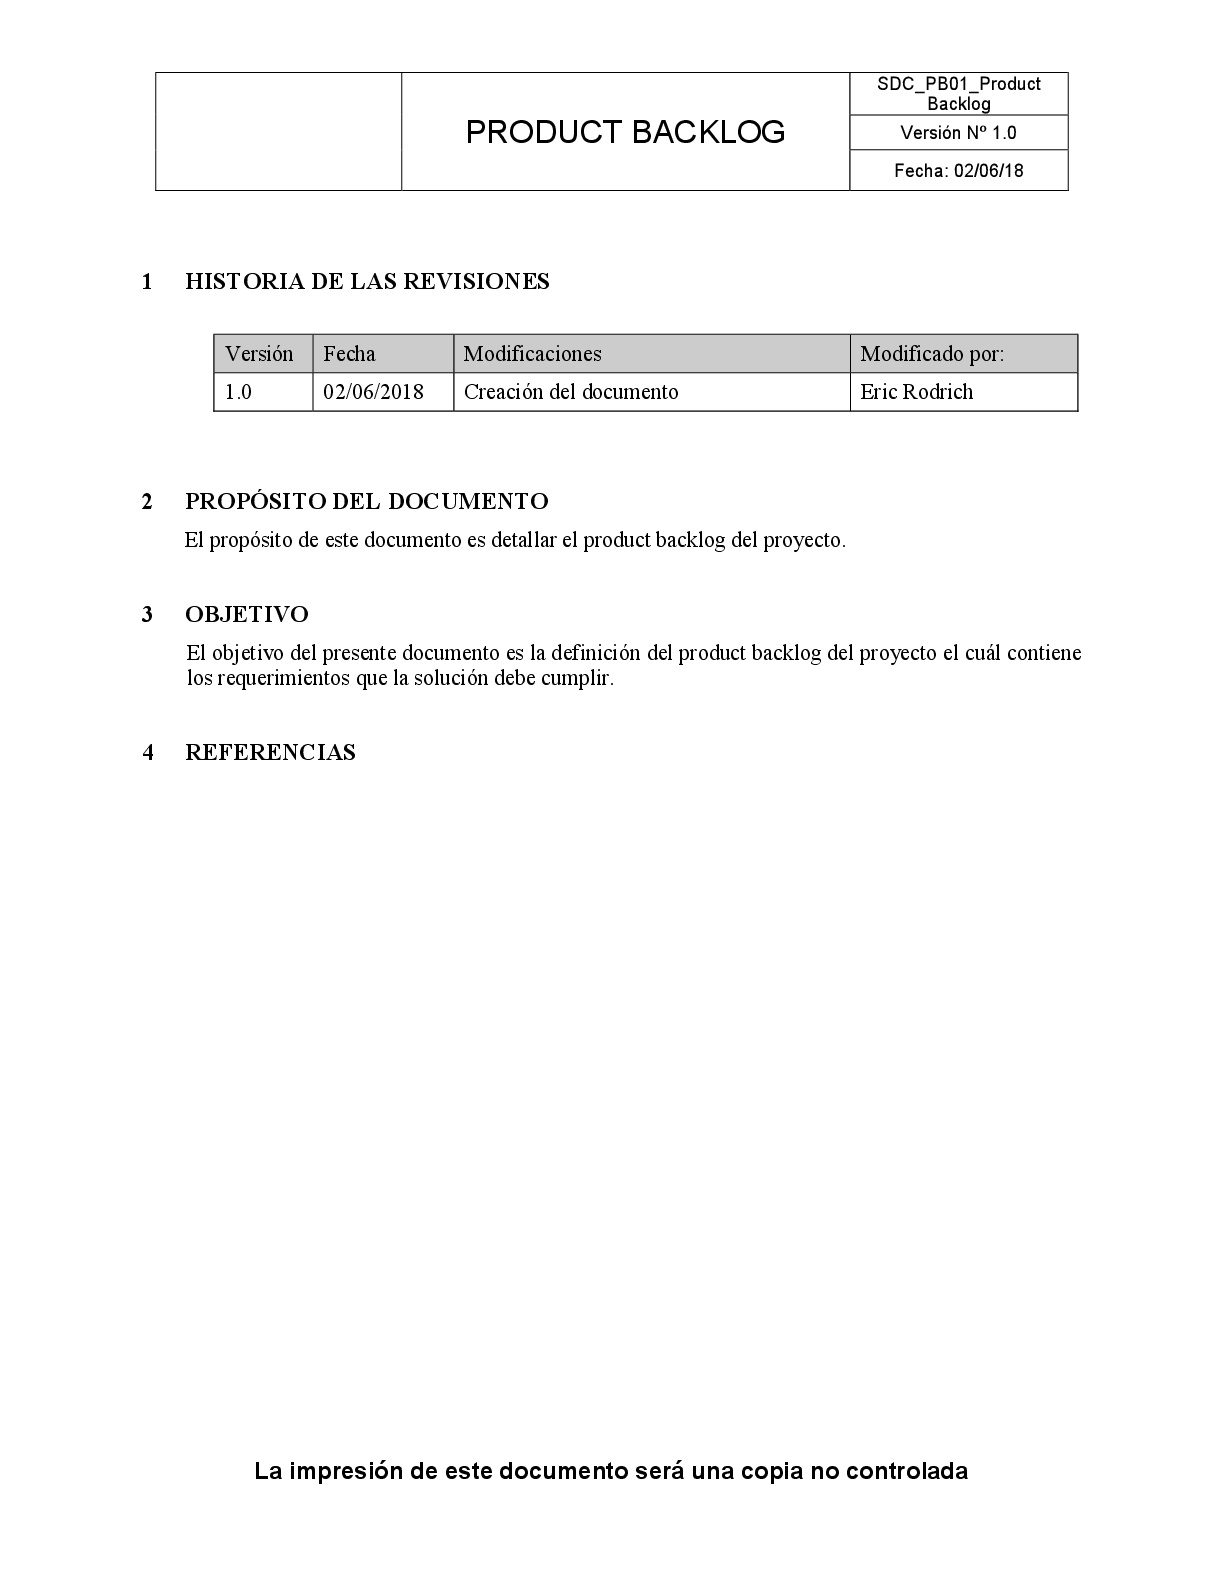 PRODUCT BACKLOG
SDC_PB01_Product
Backlog
Versión Nº 1.0
Fecha: 02/06/18
1 HISTORIA DE LAS REVISIONES
Versión Fecha Modificaciones Modificado por:
1.0 02/06/2018 Creación del documento Eric Rodrich
2 PROPÓSITO DEL DOCUMENTO
El propósito de este documento es detallar el product backlog del proyecto.
3 OBJETIVO
El objetivo del presente documento es la definición del product backlog del proyecto el cuál contiene
los requerimientos que la solución debe cumplir.
4 REFERENCIAS
La impresión de este documento será una copia no controlada